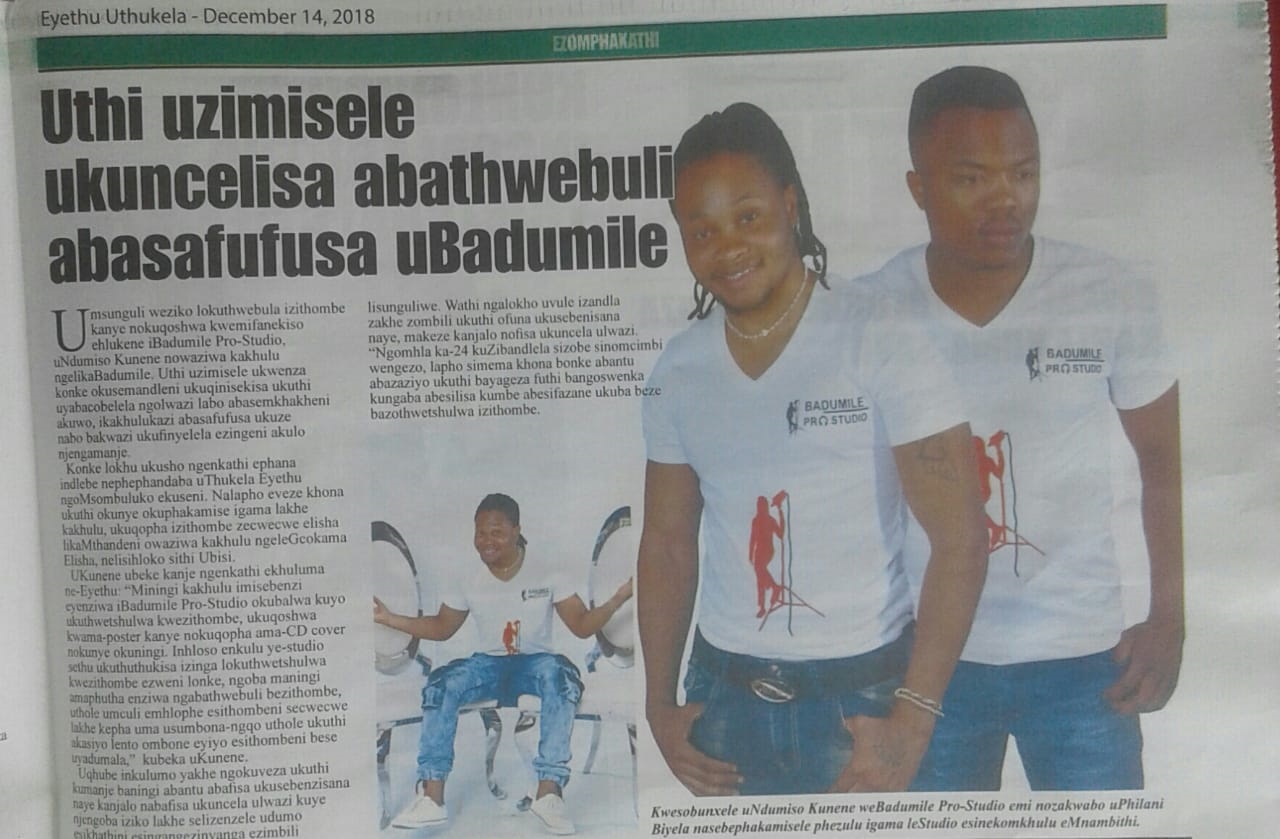 Eyethu Uthukela - December 14, 2018
EZOMPHAKATHI
Uthi uzimisele
ukuncelisa abathwebuli
abasafufusa uBadumile
Umsunguli weziko lokuthwebula izithombe
kanye nokuqoshwa kwemifanekiso
ehlukene iBadumile Pro-Studio,
uNdumiso Kunene nowaziwa kakhulu
ngelikaBadumile. Uthi uzimisele ukwenza
konke okusemandleni ukuqinisekisa ukuthi
uyabacobelela ngolwazi labo abasemkhakheni
akuwo, ikakhulukazi abasafufusa ukuze
nabo bakwazi ukufinyelela ezingeni akulo
njengamanje.
Konke lokhu ukusho ngenkathi ephana
indlebe nephephandaba uThukela Eyethu
ngoMsombuluko ekuseni. Nalapho eveze khona
ukuthi okunye okuphakamise igama lakhe
kakhulu, ukuqopha izithombe zecwecwe elisha
likaMthandeni owaziwa kakhulu ngeleGcokama
Elisha, nelisihloko sithi Ubisi.
UKunene ubeke kanje ngenkathi ekhuluma
ne-Eyethu: “Miningi kakhulu imisebenzi
eyenziwa iBadumile Pro-Studio okubalwa kuyo
ukuthwetshulwa kwezithombe, ukuqoshwa
kwama-poster kanye nokuqopha ama-CD cover
nokunye okuningi. Inhloso enkulu ye-studio
sethu ukuthuthukisa izinga lokuthwetshulwa
kwezithombe ezweni lonke, ngoba maningi
amaphutha enziwa ngabathwebuli bezithombe,
uthole umculi emhlophe esithombeni secwecwe
lakhe kepha uma usumbona-ngqo uthole ukuthi
akasiyo lento ombone eyiyo esithombeni bese
uyadumala,” kubeka uKunene.
Uqhube inkulumo yakhe ngokuveza ukuthi
kumanje baningi abantu abafisa ukusebenzisana
naye kanjalo nabafisa ukuncela ulwazi kuye
njengoba iziko lakhe selizenzele udumo
esikhathini esingangezinyanga ezimbili
lisunguliwe. Wathi ngalokho uvule izandla
zakhe zombili ukuthi ofuna ukusebenisana
naye, makeze kanjalo nofisa ukuncela ulwazi.
“Ngomhla ka-24 kuZibandlela sizobe sinomcimbi
wengezo, lapho simema khona bonke abantu
abazaziyo ukuthi bayageza futhi bangoswenka
kungaba abesilisa kumbe abesifazane ukuba beze
bazothwetshulwa izithombe.
BADUMILE
PRO STUDIO
BADUMILE
PRO STUDIO
Kwesobunxele uNdumiso Kunene weBadumile Pro-Studio emi nozakwabo uPhilani
Biyela nasebephakamisele phezulu igama leStudio esinekomkhulu eMnambithi.